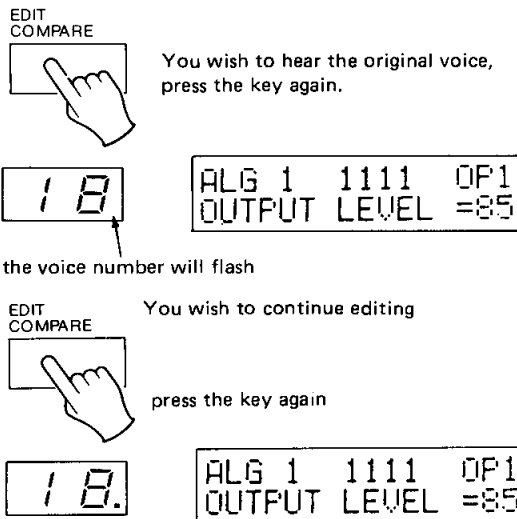 EDIT
COMPARE
You wish to hear the original voice,
press the key again.
18
ALG 1 1111 OP1
OUTPUT LEVEL =85
the voice number will flash
EDIT
COMPARE
You wish to continue editing
press the key again
18.
ALG 1 1111 OP1
OUTPUT LEVEL =85